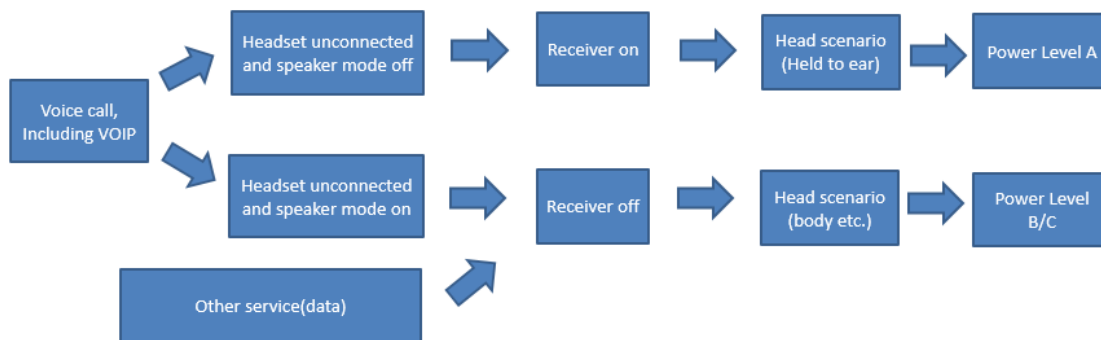 Voice call,
Including VOIP
Headset unconnected
and speaker mode off
Receiver on
Head scenario
(Held to ear)
Power Level A
Headset unconnected
and speaker mode on
Receiver off
Head scenario
(body etc.)
Power Level
B/C
Other service(data)